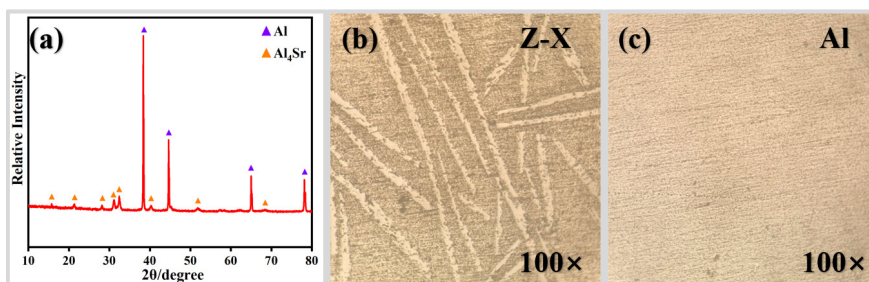 (a)
▲ Al
▲ Al₄Sr
Relative Intensity
10 20 30 40 50 60 70 80
2θ/degree
(b)
Z-X
100×
(c)
Al
100×